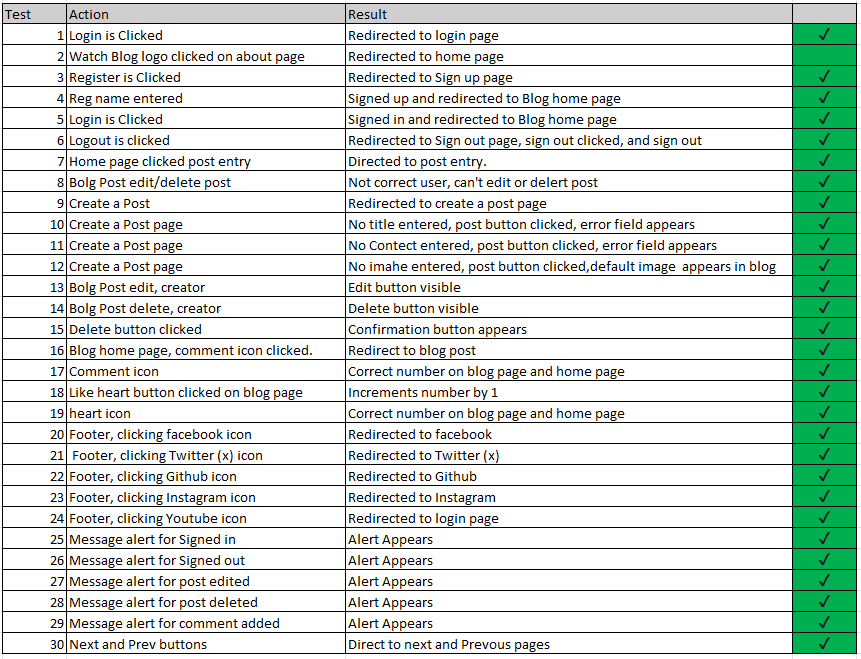 Test Action Result
1 Login is Clicked Redirected to login page ✓
2 Watch Blog logo clicked on about page Redirected to home page
3 Register is Clicked Redirected to Sign up page ✓
4 Reg name entered Signed up and redirected to Blog home page ✓
5 Login is Clicked Signed in and redirected to Blog home page ✓
6 Logout is clicked Redirected to Sign out page, sign out clicked, and sign out ✓
7 Home page clicked post entry Directed to post entry. ✓
8 Bolg Post edit/delete post Not correct user, can't edit or delert post ✓
9 Create a Post Redirected to create a post page ✓
10 Create a Post page No title entered, post button clicked, error field appears ✓
11 Create a Post page No Contect entered, post button clicked, error field appears ✓
12 Create a Post page No imahe entered, post button clicked,default image appears in blog ✓
13 Bolg Post edit, creator Edit button visible ✓
14 Bolg Post delete, creator Delete button visible ✓
15 Delete button clicked Confirmation button appears ✓
16 Blog home page, comment icon clicked. Redirect to blog post ✓
17 Comment icon Correct number on blog page and home page ✓
18 Like heart button clicked on blog page Increments number by 1 ✓
19 heart icon Correct number on blog page and home page ✓
20 Footer, clicking facebook icon Redirected to facebook ✓
21 Footer, clicking Twitter (x) icon Redirected to Twitter (x) ✓
22 Footer, clicking Github icon Redirected to Github ✓
23 Footer, clicking Instagram icon Redirected to Instagram ✓
24 Footer, clicking Youtube icon Redirected to login page ✓
25 Message alert for Signed in Alert Appears ✓
26 Message alert for Signed out Alert Appears ✓
27 Message alert for post edited Alert Appears ✓
28 Message alert for post deleted Alert Appears ✓
29 Message alert for comment added Alert Appears ✓
30 Next and Prev buttons Direct to next and Prevous pages ✓